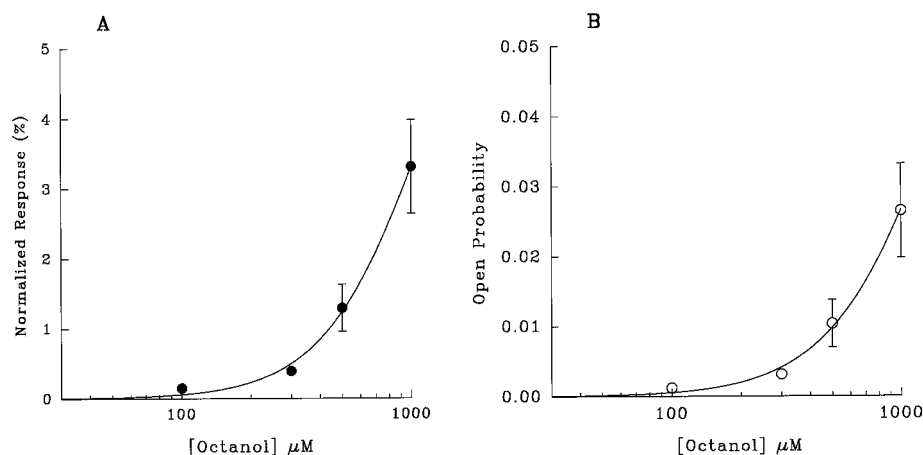 A
Normalized Response (%)
5
4
3
2
1
0
100
1000
[Octanol] μM
B
Open Probability
0.05
0.04
0.03
0.02
0.01
0.00
100
1000
[Octanol] μM